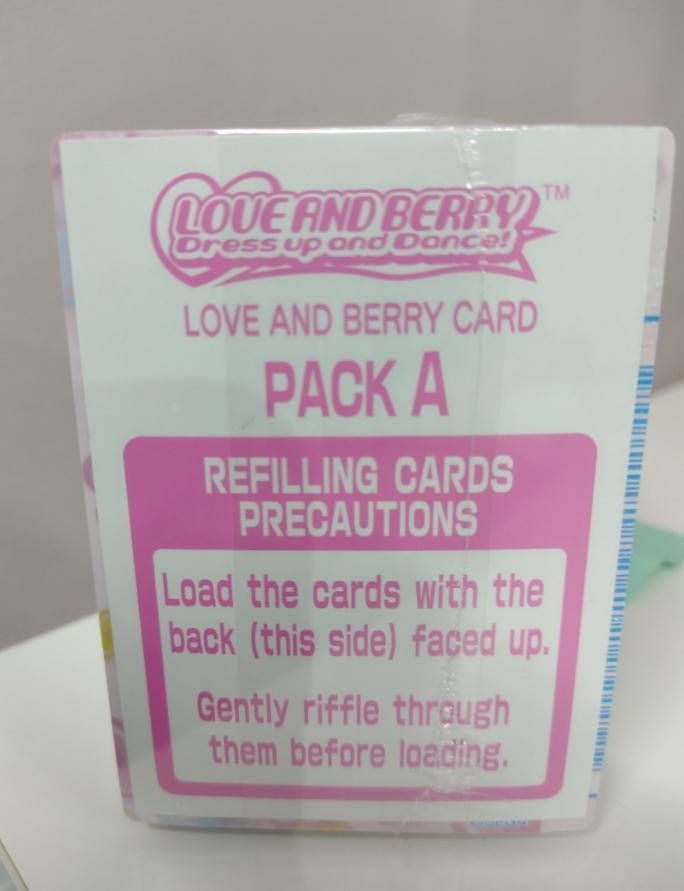 LOVE AND BERRY TM
Dress up and Dance!
LOVE AND BERRY CARD
PACK A
REFILLING CARDS
PRECAUTIONS
Load the cards with the
back (this side) faced up.
Gently riffle through
them before loading.